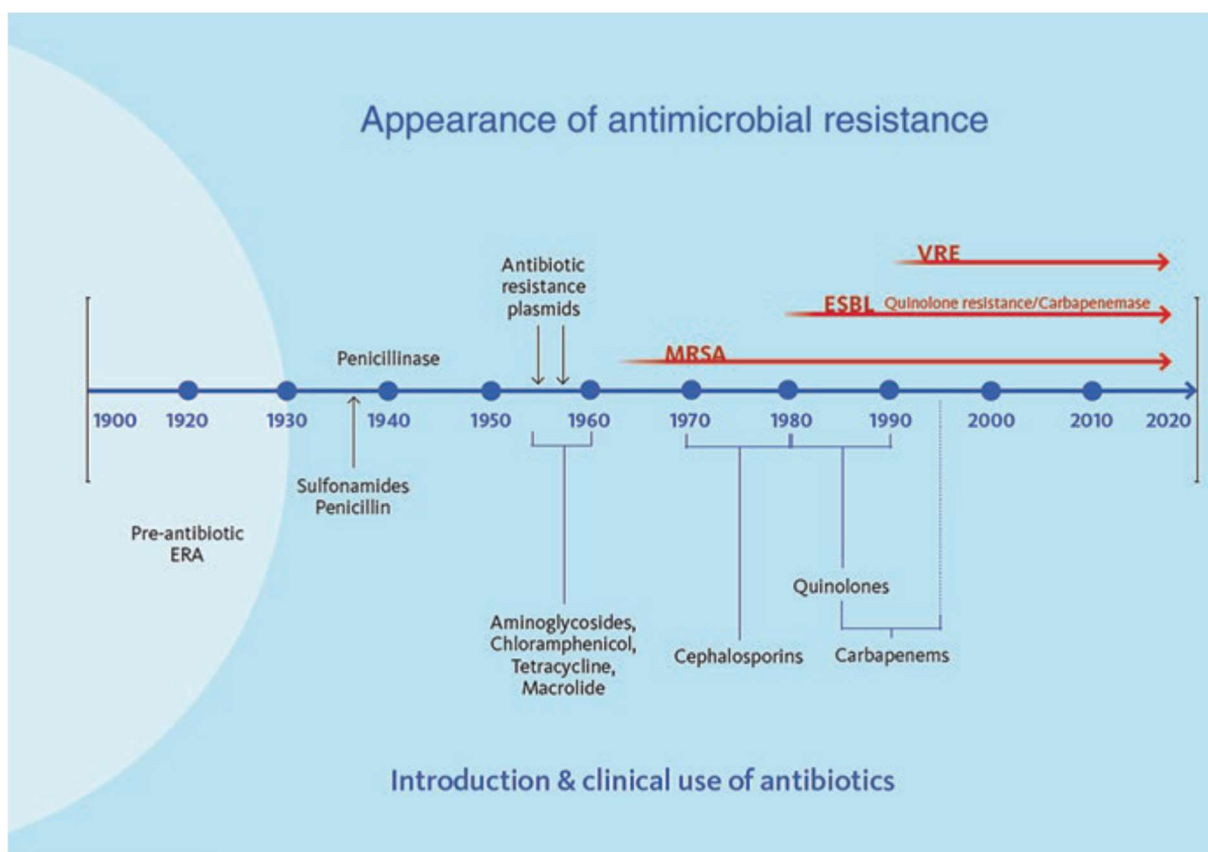 Appearance of antimicrobial resistance
VRE
Antibiotic
resistance
plasmids
ESBL Quinolone resistance/Carbapenemase
Penicillinase
MRSA
1900 1920 1930 1940 1950 1960 1970 1980 1990 2000 2010 2020
Sulfonamides
Penicillin
Pre-antibiotic
ERA
Aminoglycosides,
Chloramphenicol,
Tetracycline,
Macrolide
Cephalosporins
Quinolones
Carbapenems
Introduction & clinical use of antibiotics